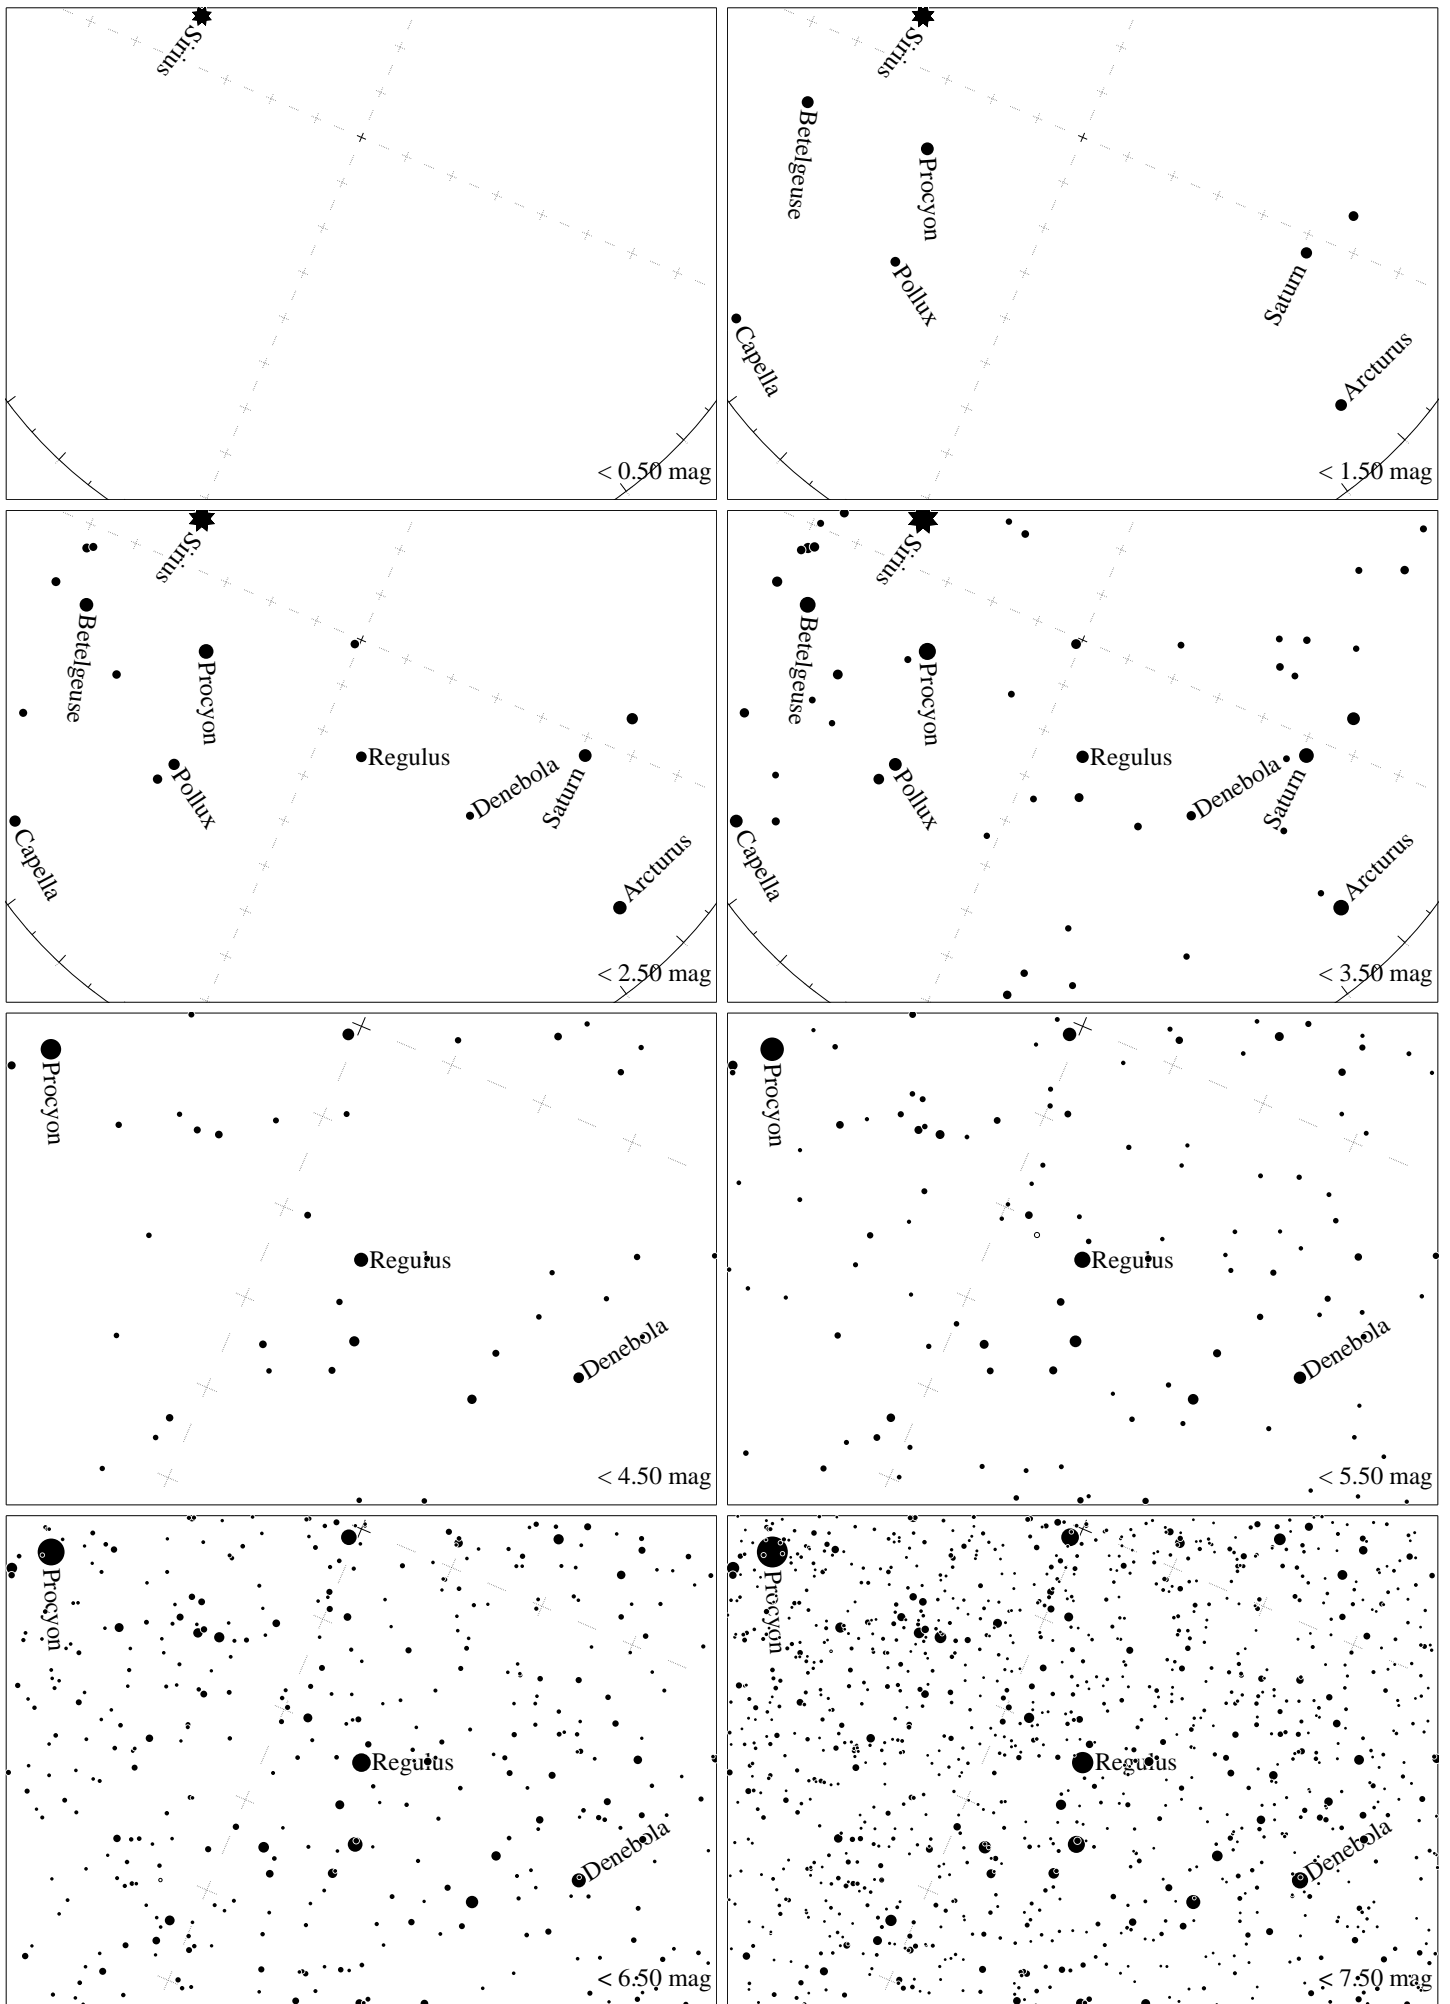 Sirius
< 0.50 mag
Sirius
Betelgeuse
Procyon
Pollux
Saturn
Capella
Arcturus
< 1.50 mag
Sirius
Betelgeuse
Procyon
Regulus
Pollux
Denebola
Saturn
Capella
Arcturus
< 2.50 mag
Sirius
Betelgeuse
Procyon
Regulus
Pollux
Denebola
Saturn
Capella
Arcturus
< 3.50 mag
Procyon
Regulus
Denebola
< 4.50 mag
Procyon
Regulus
Denebola
< 5.50 mag
Procyon
Regulus
Denebola
< 6.50 mag
Procyon
Regulus
Denebola
< 7.50 mag